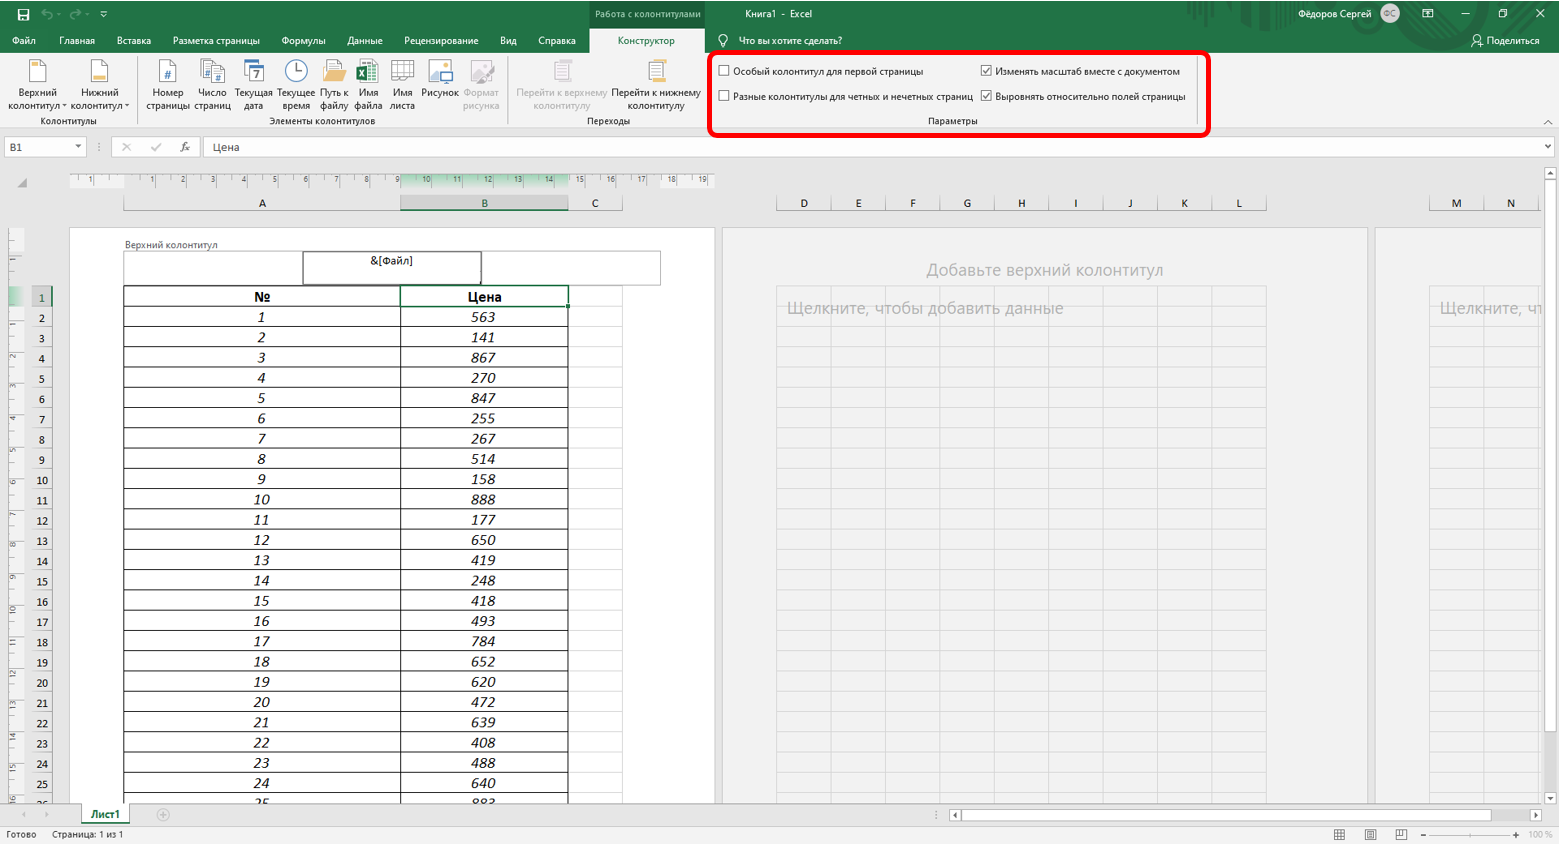 Работа с колонтитулами
Книга1 - Excel
Фёдоров Сергей
ФС
Файл Главная Вставка Разметка страницы Формулы Данные Рецензирование Вид Справка Конструктор Что вы хотите сделать? Поделиться
Верхний колонтитул
Нижний колонтитул
Колонтитулы
Номер страницы
Число страниц
Текущая дата
Текущее время
Путь к файлу
Имя файла
Имя листа
Рисунок
Формат рисунка
Элементы колонтитулов
Перейти к верхнему колонтитулу
Перейти к нижнему колонтитулу
Переходы
Особый колонтитул для первой страницы
Изменять масштаб вместе с документом
Разные колонтитулы для четных и нечетных страниц
Выровнять относительно полей страницы
Параметры
B1 fx Цена
1 1 2 3 4 5 6 7 8 9 10 11 12 13 14 15 16 17 18 19
A B C D E F G H I J K L M N
Верхний колонтитул
&[Файл]
Добавьте верхний колонтитул
Щелкните, чтобы добавить данные
Щелкните, чт
1 № Цена
2 1 563
3 2 141
4 3 867
5 4 270
6 5 847
7 6 255
8 7 267
9 8 514
10 9 158
11 10 888
12 11 177
13 12 650
14 13 419
15 14 248
16 15 418
17 16 493
18 17 784
19 18 652
20 19 620
21 20 472
22 21 639
23 22 408
24 23 488
25 24 640
26 25 883
Лист1
Готово Страница: 1 из 1
100 %